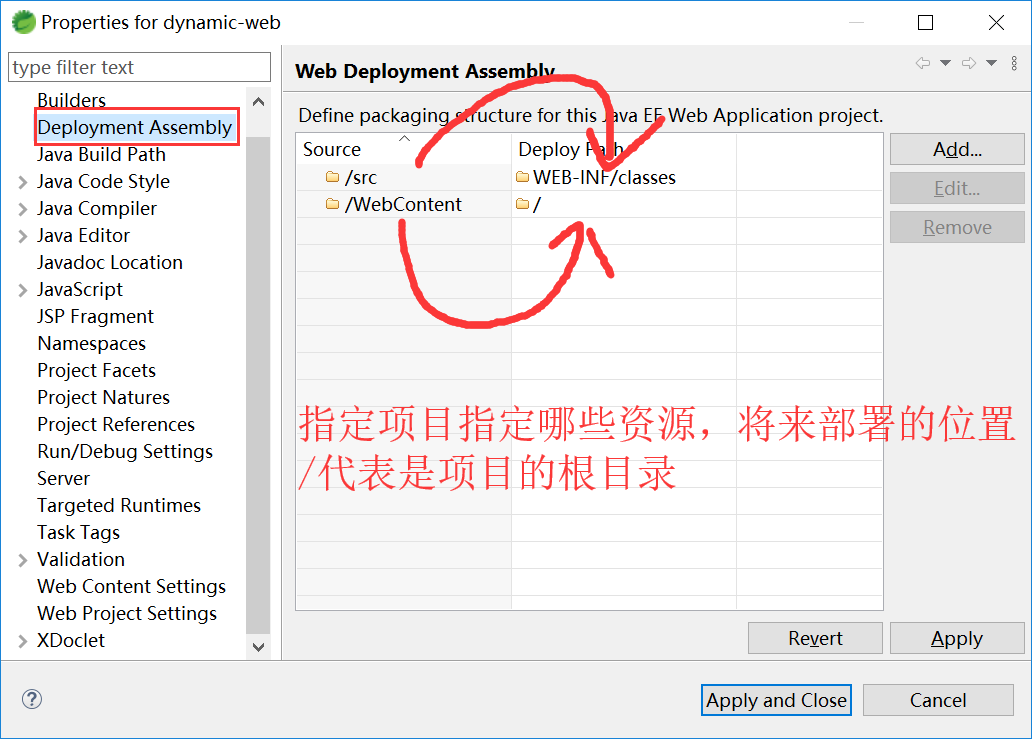 Properties for dynamic-web
type filter text
Builders
Deployment Assembly
Java Build Path
Java Code Style
Java Compiler
Java Editor
Javadoc Location
JavaScript
JSP Fragment
Namespaces
Project Facets
Project Natures
Project References
Run/Debug Settings
Server
Targeted Runtimes
Task Tags
Validation
Web Content Settings
Web Project Settings
XDoclet
Web Deployment Assembly
Define packaging structure for this Java EE Web Application project.
Source Deploy Path
/src WEB-INF/classes
/WebContent /
Add...
Edit...
Remove
指定项目指定哪些资源，将来部署的位置
/代表是项目的根目录
Revert Apply
Apply and Close Cancel